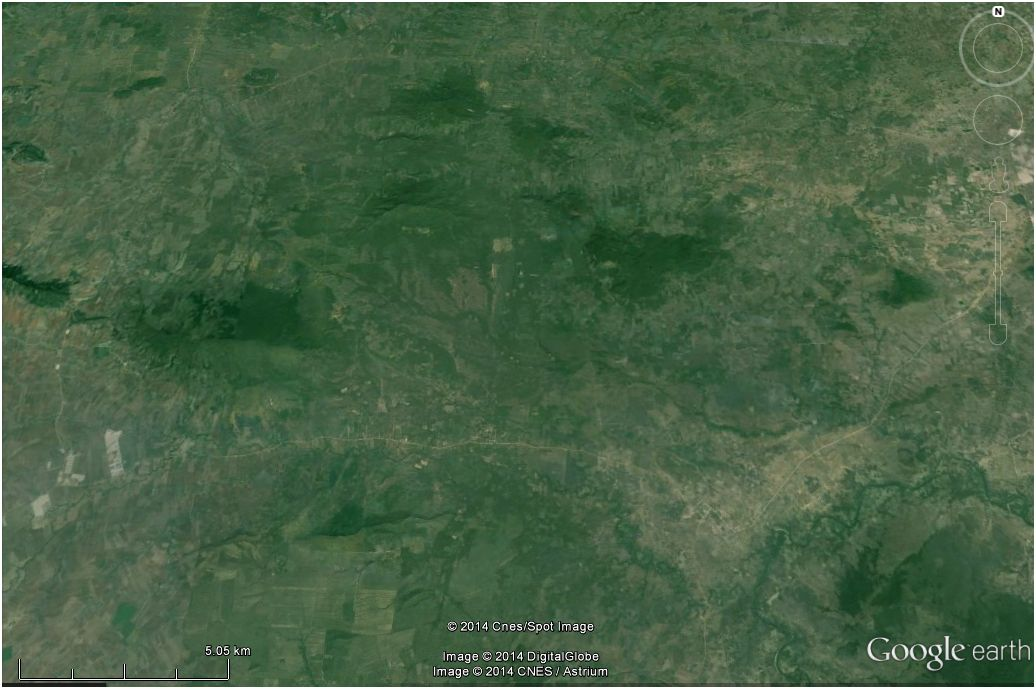 N
© 2014 Cnes/Spot Image
5.05 km
Image © 2014 DigitalGlobe
Image © 2014 CNES / Astrium
Google earth